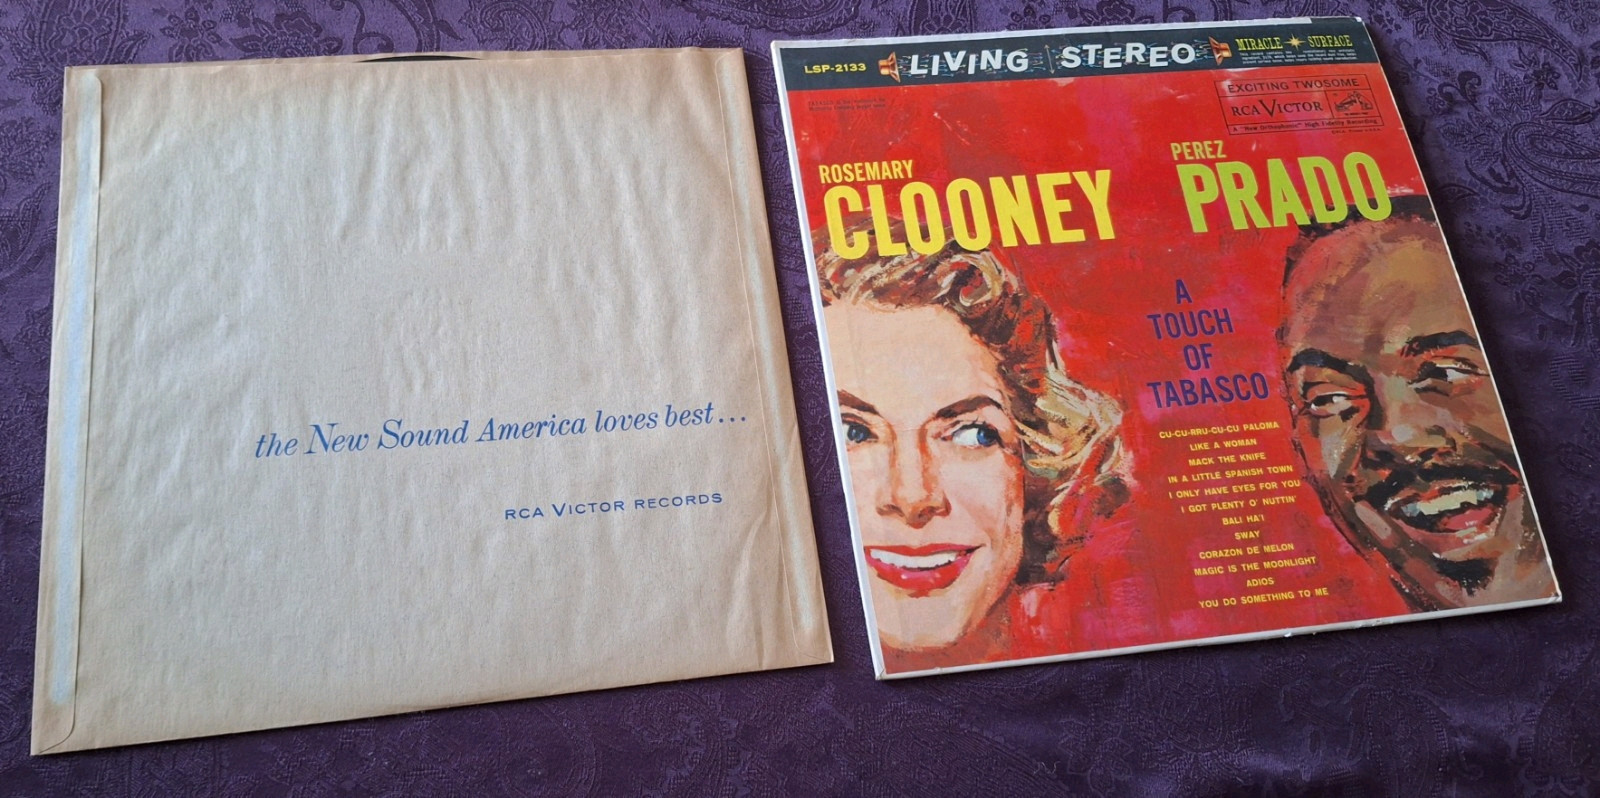 the New Sound America loves best...
RCA VICTOR RECORDS
LSP-2133
LIVING STEREO
MIRACLE SURFACE
EXCITING TWOSOME
RCA VICTOR
A "New Orthophonic" High Fidelity Recording
ROSEMARY
CLOONEY
PEREZ
PRADO
A
TOUCH
OF
TABASCO
CU-CU-RRU-CU-CU PALOMA
LIKE A WOMAN
MACK THE KNIFE
IN A LITTLE SPANISH TOWN
I ONLY HAVE EYES FOR YOU
I GOT PLENTY O' NUTTIN'
BALI HA'I
SWAY
CORAZON DE MELON
MAGIC IS THE MOONLIGHT
ADIOS
YOU DO SOMETHING TO ME